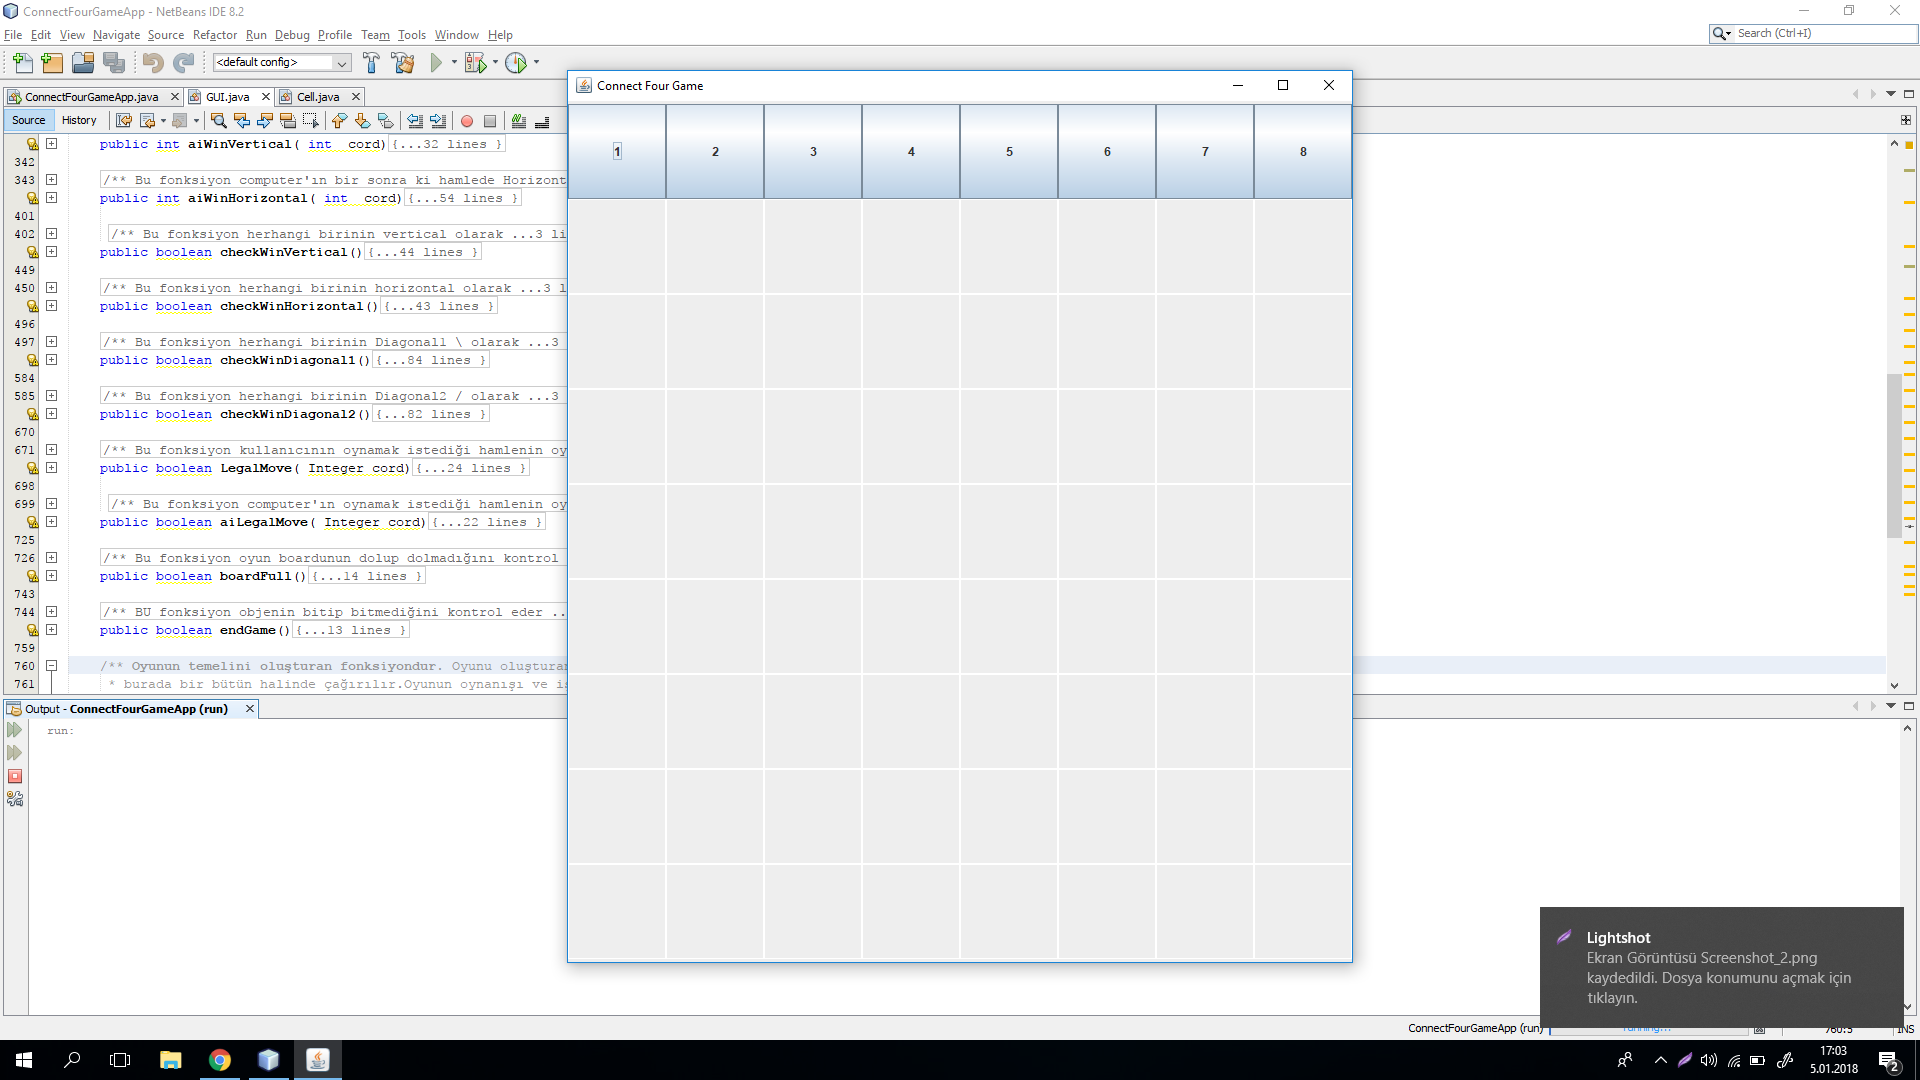 ConnectFourGameApp - NetBeans IDE 8.2
File Edit View Navigate Source Refactor Run Debug Profile Team Tools Window Help
Search (Ctrl+I)
<default config>
ConnectFourGameApp.java GUI.java Cell.java
Source History
public int aiWinVertical( int cord) {...32 lines }
342
343 /** Bu fonksiyon computer'ın bir sonra ki hamlede Horizont
public int aiWinHorizontal( int cord) {...54 lines }
401
402 /** Bu fonksiyon herhangi birinin vertical olarak ...3 li
public boolean checkWinVertical() {...44 lines }
449
450 /** Bu fonksiyon herhangi birinin horizontal olarak ...3 l
public boolean checkWinHorizontal() {...43 lines }
496
497 /** Bu fonksiyon herhangi birinin Diagonal1 \ olarak ...3
public boolean checkWinDiagonal1() {...84 lines }
584
585 /** Bu fonksiyon herhangi birinin Diagonal2 / olarak ...3
public boolean checkWinDiagonal2() {...82 lines }
670
671 /** Bu fonksiyon kullanıcının oynamak istediği hamlenin oy
public boolean LegalMove( Integer cord) {...24 lines }
698
699 /** Bu fonksiyon computer'ın oynamak istediği hamlenin oy
public boolean aiLegalMove( Integer cord) {...22 lines }
725
726 /** Bu fonksiyon oyun boardunun dolup dolmadığını kontrol
public boolean boardFull() {...14 lines }
743
744 /** BU fonksiyon objenin bitip bitmediğini kontrol eder ..
public boolean endGame() {...13 lines }
759
760 /** Oyunun temelini oluşturan fonksiyondur. Oyunu oluşturan
761 * burada bir bütün halinde çağırılır.Oyunun oynanışı ve is
Connect Four Game
1 2 3 4 5 6 7 8
Output - ConnectFourGameApp (run)
run:
Lightshot
Ekran Görüntüsü Screenshot_2.png
kaydedildi. Dosya konumunu açmak için
tıklayın.
ConnectFourGameApp (run) running... 760:5 INS
17:03
5.01.2018
2